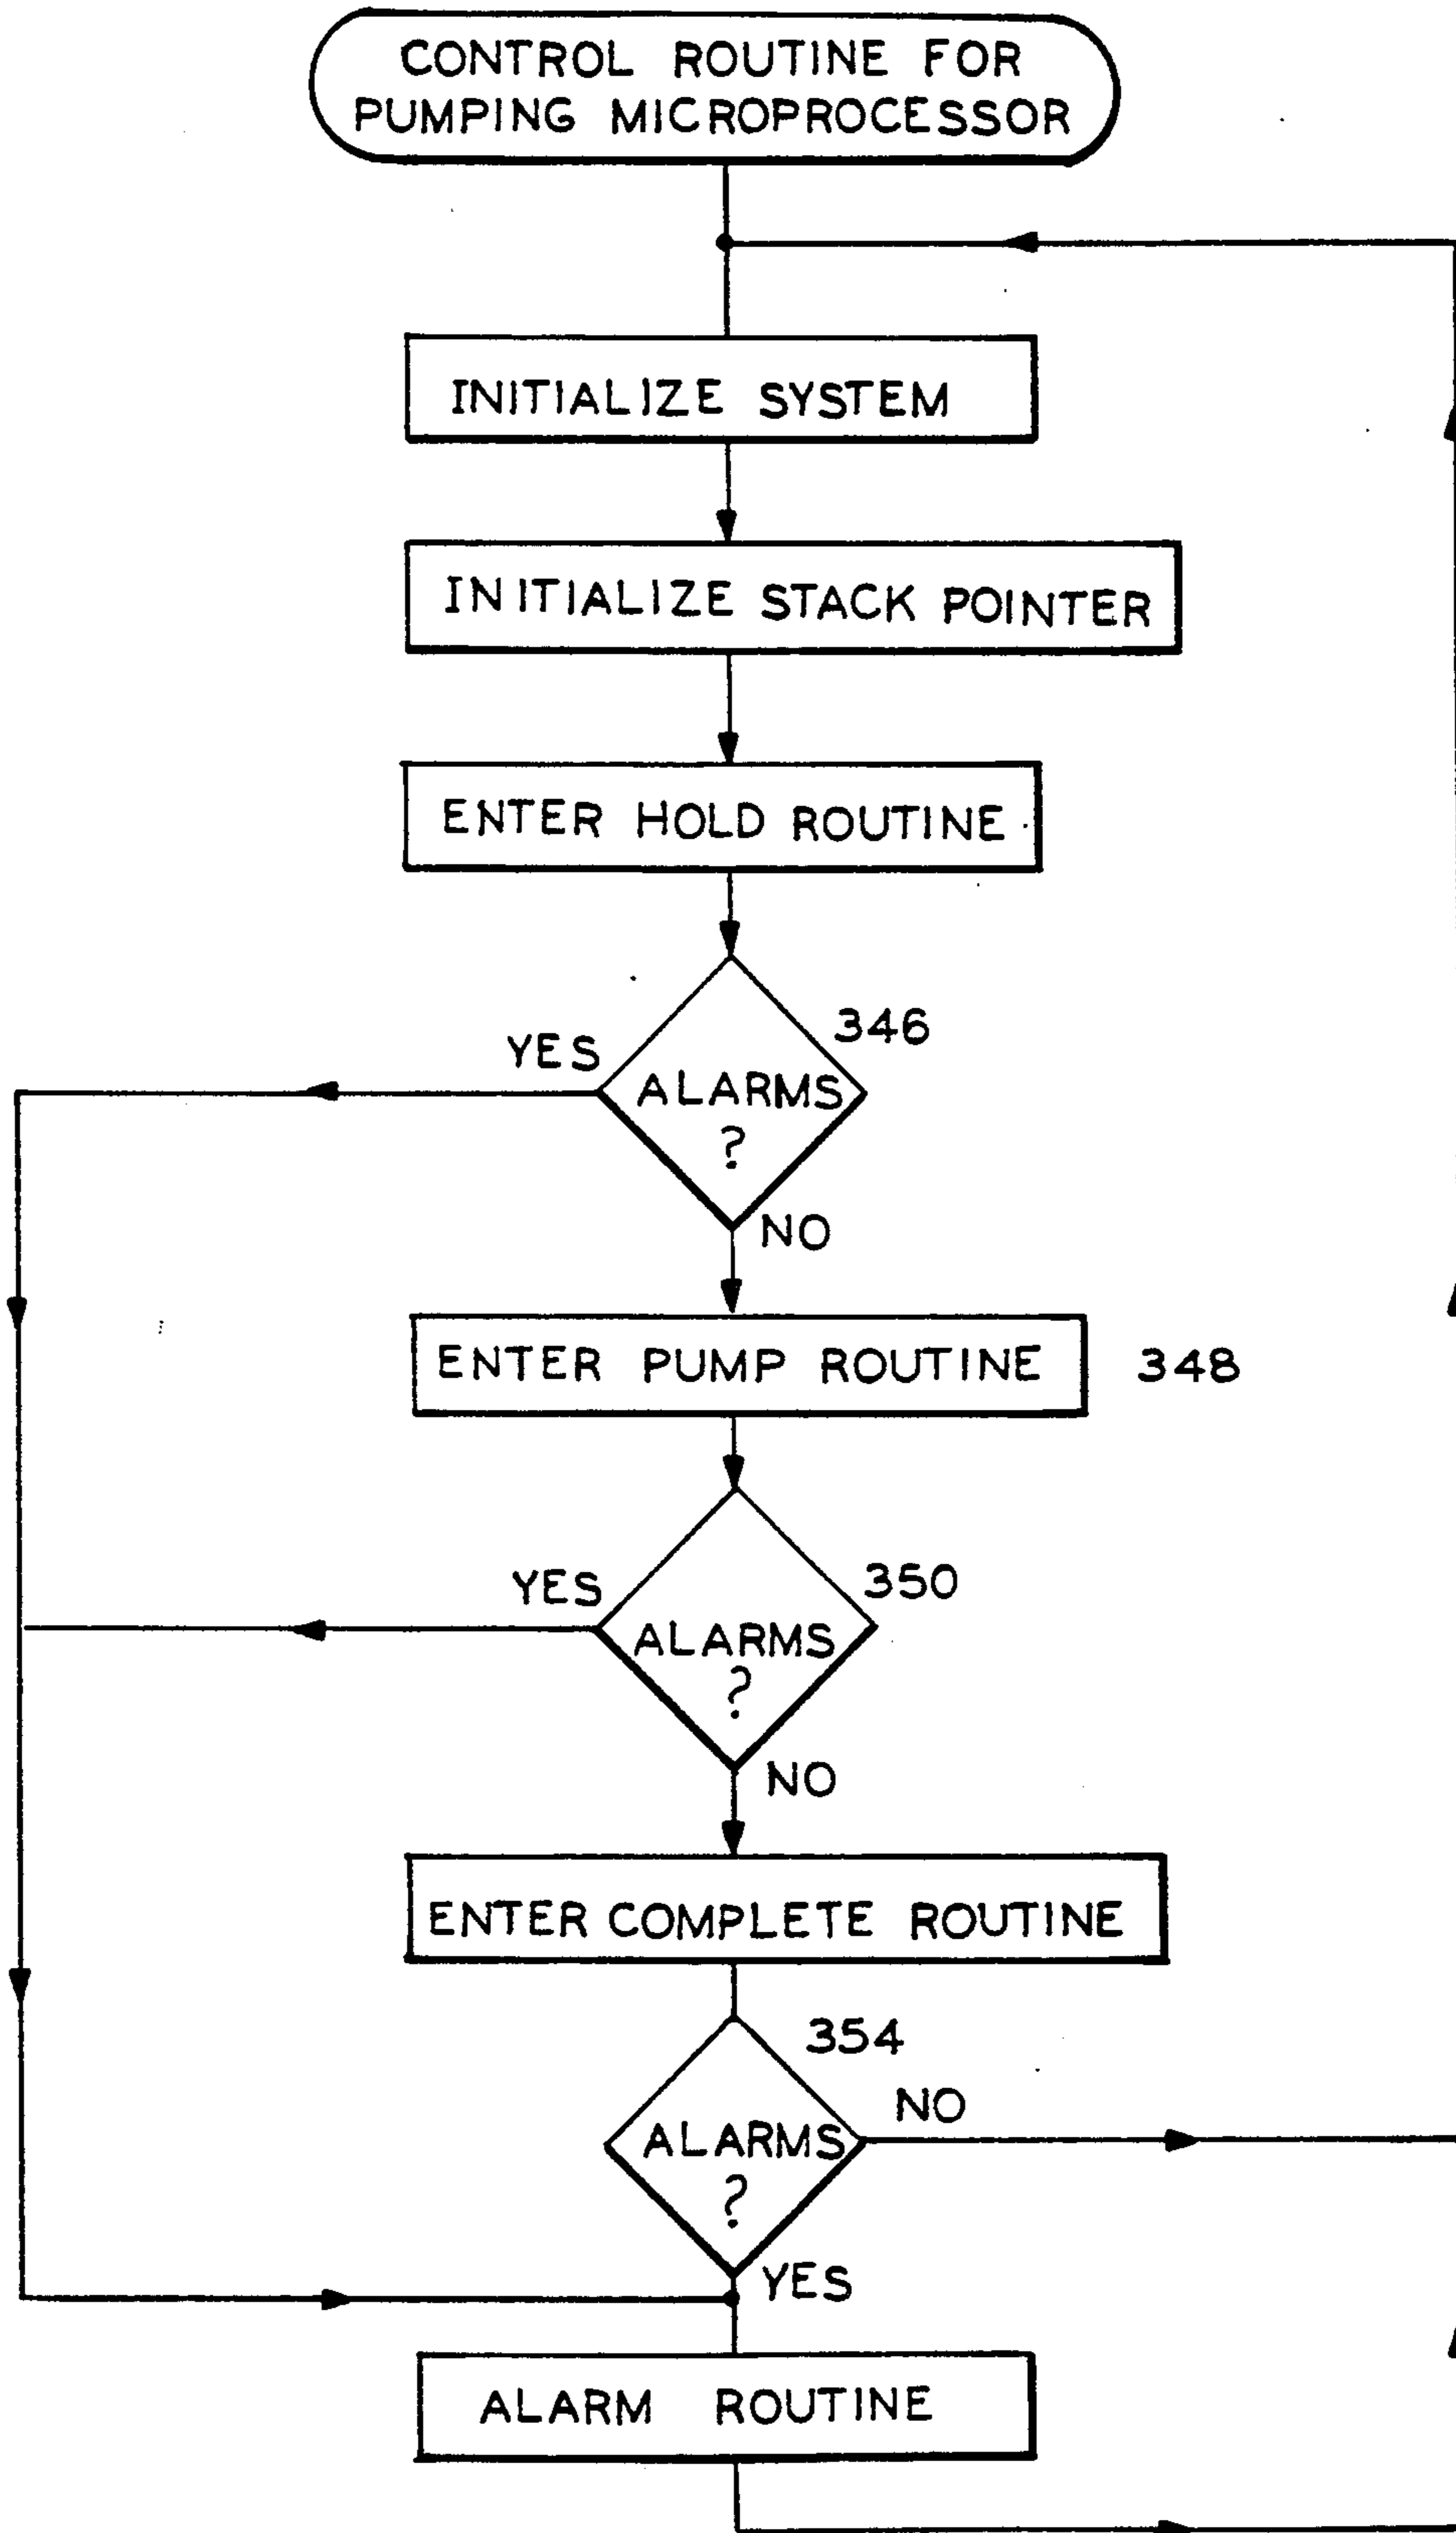 CONTROL ROUTINE FOR
PUMPING MICROPROCESSOR
INITIALIZE SYSTEM
INITIALIZE STACK POINTER
ENTER HOLD ROUTINE
346
YES
ALARMS
?
NO
ENTER PUMP ROUTINE
348
YES
350
ALARMS
?
NO
ENTER COMPLETE ROUTINE
354
NO
ALARMS
?
YES
ALARM ROUTINE